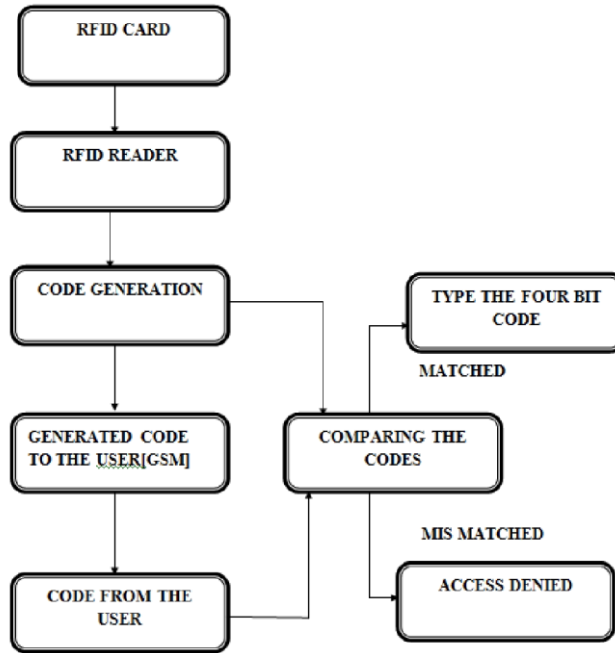 RFID CARD
RFID READER
CODE GENERATION
TYPE THE FOUR BIT
CODE
MATCHED
GENERATED CODE
TO THE USER[GSM]
COMPARING THE
CODES
MIS MATCHED
CODE FROM THE
USER
ACCESS DENIED